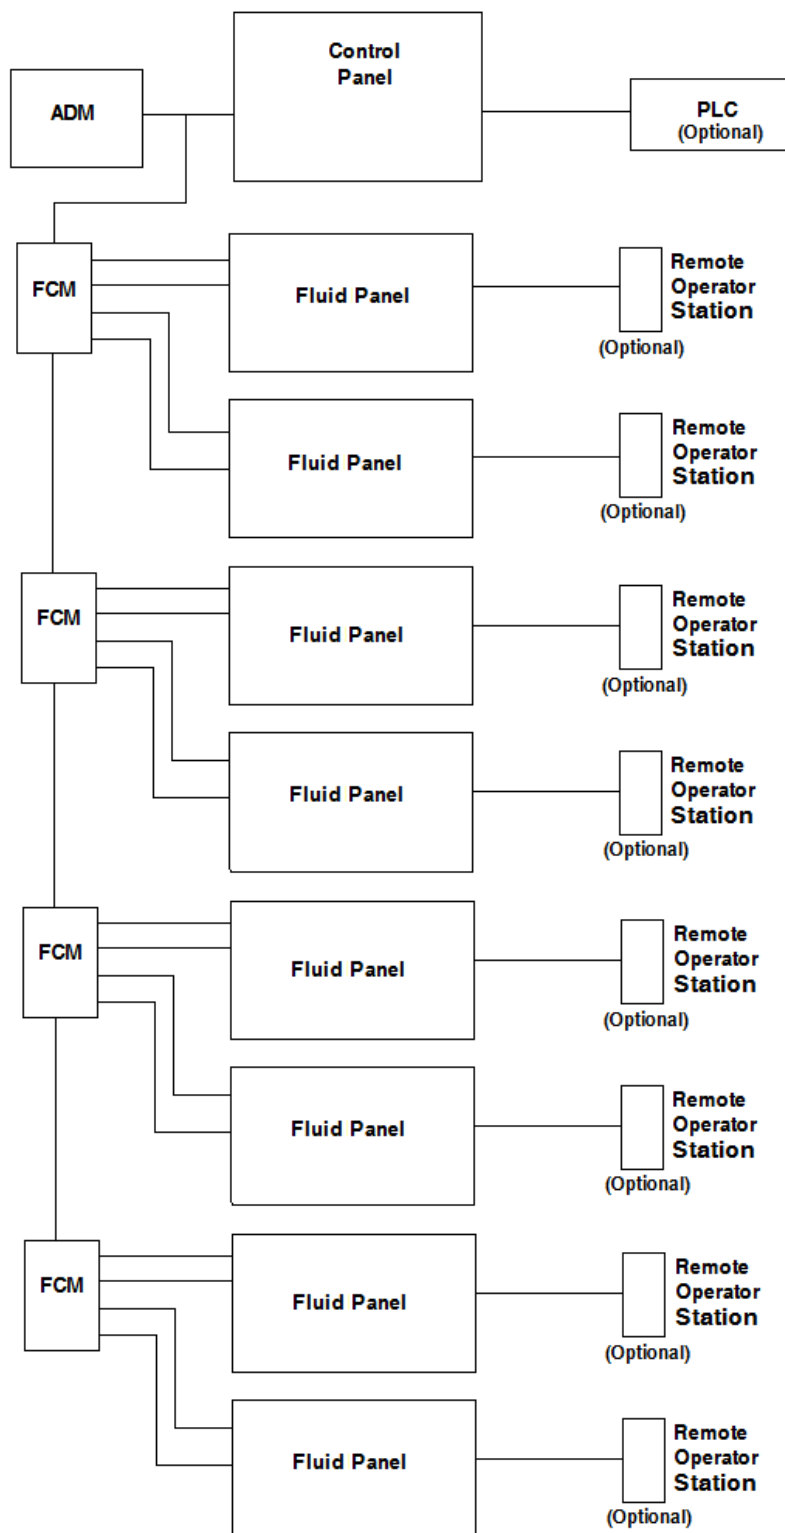 Control
Panel
ADM
PLC
(Optional)
FCM
Fluid Panel
Remote
Operator
Station
(Optional)
Fluid Panel
Remote
Operator
Station
(Optional)
FCM
Fluid Panel
Remote
Operator
Station
(Optional)
Fluid Panel
Remote
Operator
Station
(Optional)
FCM
Fluid Panel
Remote
Operator
Station
(Optional)
Fluid Panel
Remote
Operator
Station
(Optional)
FCM
Fluid Panel
Remote
Operator
Station
(Optional)
Fluid Panel
Remote
Operator
Station
(Optional)